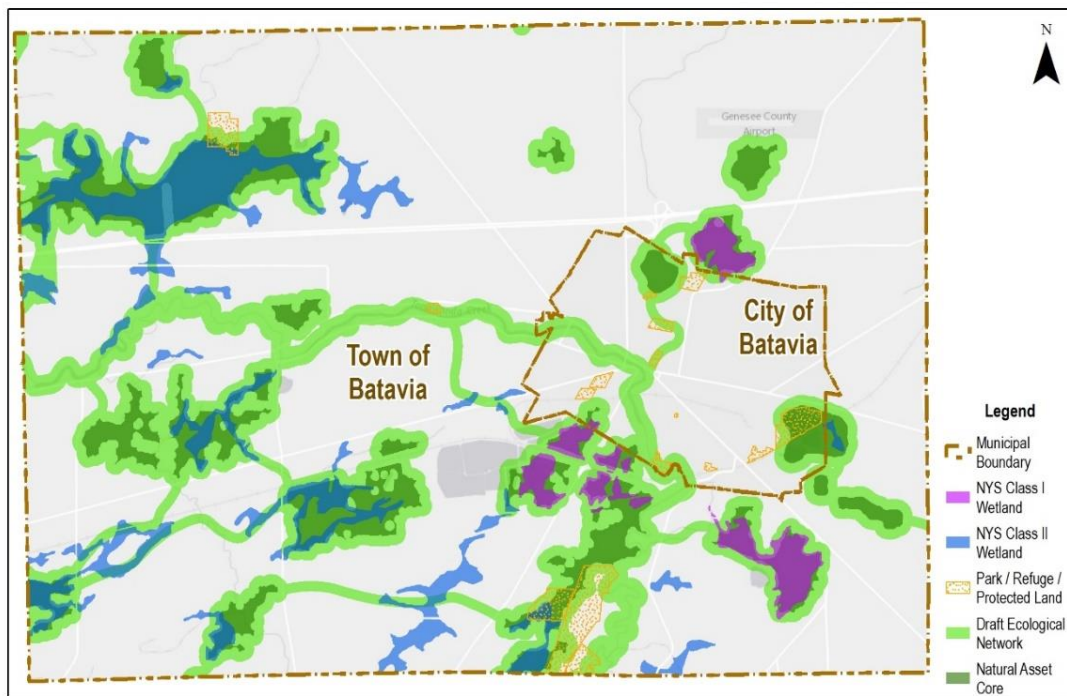 N
Genesee County
Airport
City of
Batavia
Town of
Batavia
Legend
Municipal
Boundary
NYS Class I
Wetland
NYS Class II
Wetland
Park / Refuge /
Protected Land
Draft Ecological
Network
Natural Asset
Core